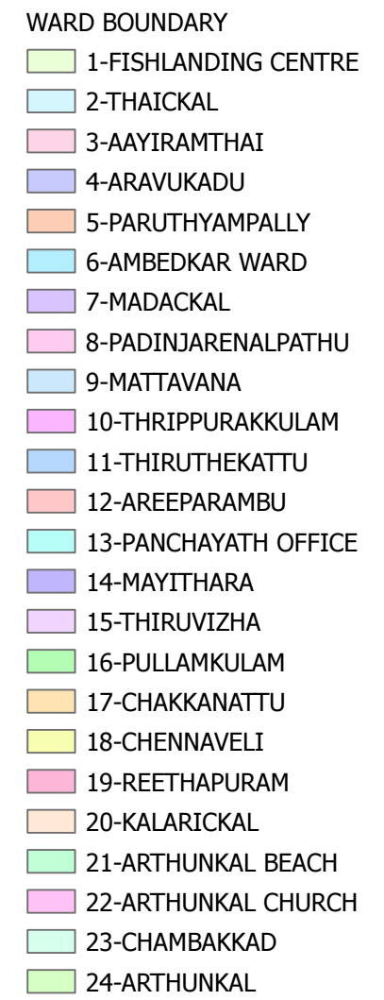 WARD BOUNDARY
1-FISHLANDING CENTRE
2-THAICKAL
3-AAYIRAMTHAI
4-ARAVUKADU
5-PARUTHYAMPALLY
6-AMBEDKAR WARD
7-MADACKAL
8-PADINJARENALPATHU
9-MATTAVANA
10-THRIPPURAKKULAM
11-THIRUTHEKATTU
12-AREEPARAMBU
13-PANCHAYATH OFFICE
14-MAYITHARA
15-THIRUVIZHA
16-PULLAMKULAM
17-CHAKKANATTU
18-CHENNAVELI
19-REETHAPURAM
20-KALARICKAL
21-ARTHUNKAL BEACH
22-ARTHUNKAL CHURCH
23-CHAMBAKKAD
24-ARTHUNKAL